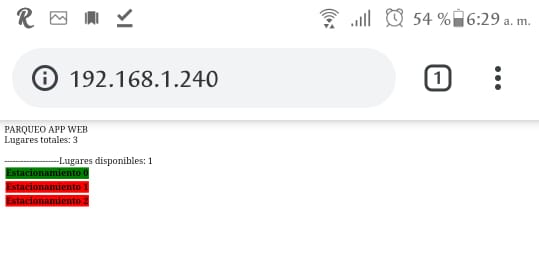 54 % 6:29 a. m.
192.168.1.240
1
PARQUEO APP WEB
Lugares totales: 3
-------------------Lugares disponibles: 1
Estacionamiento 0
Estacionamiento 1
Estacionamiento 2